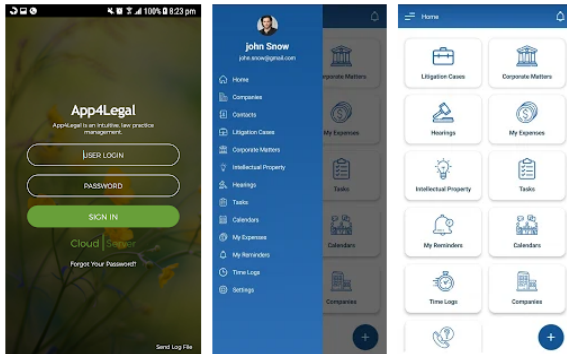 100% 8:23 pm
App4Legal
App4Legal is an intuitive, law practice
management.
USER LOGIN
PASSWORD
SIGN IN
Cloud Server
Forgot Your Password?
Send Log File
john Snow
john.snow@gmail.com
Home
Companies
Contacts
Litigation Cases
Corporate Matters
Intellectual Property
Hearings
Tasks
Calendars
My Expenses
My Reminders
Time Logs
Settings
orporate Matters
My Expenses
Tasks
Calendars
Companies
+
Home
Litigation Cases
Corporate Matters
Hearings
My Expenses
Intellectual Property
Tasks
My Reminders
Calendars
Time Logs
Companies
+